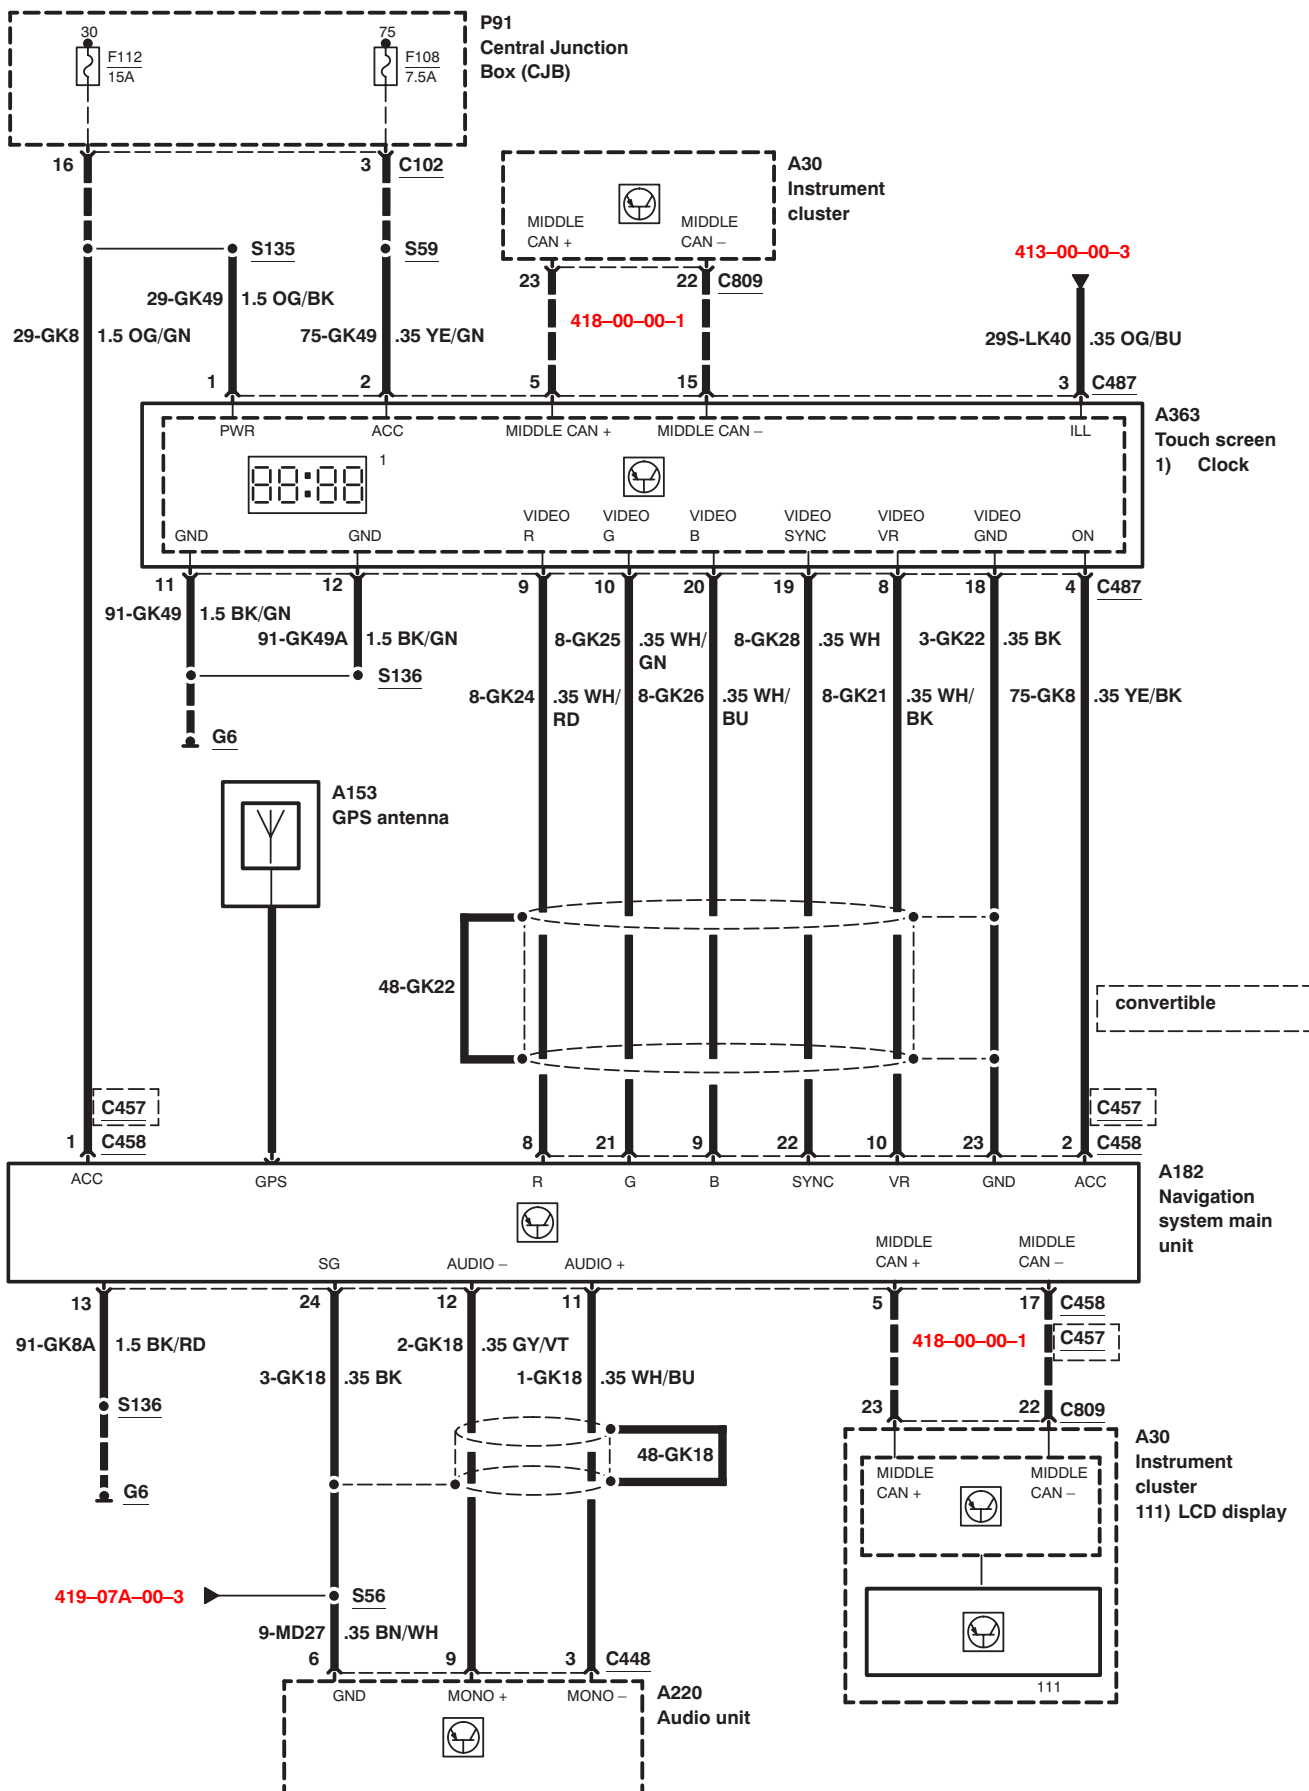 P91
Central Junction
Box (CJB)
30
F112
15A
75
F108
7.5A
16
3
C102
A30
Instrument
cluster
MIDDLE
CAN +
MIDDLE
CAN –
S135
S59
23
22
C809
413–00–00–3
29-GK49
1.5 OG/BK
418–00–00–1
29-GK8
1.5 OG/GN
75-GK49
.35 YE/GN
29S-LK40
.35 OG/BU
1
2
5
15
3
C487
A363
Touch screen
1) Clock
PWR
ACC
MIDDLE CAN +
MIDDLE CAN –
ILL
1
88:88
GND
GND
VIDEO
R
VIDEO
G
VIDEO
B
VIDEO
SYNC
VIDEO
VR
VIDEO
GND
ON
11
12
9
10
20
19
8
18
4
C487
91-GK49
1.5 BK/GN
91-GK49A
1.5 BK/GN
8-GK25
.35 WH/
GN
8-GK28
.35 WH
3-GK22
.35 BK
S136
8-GK24
.35 WH/
RD
8-GK26
.35 WH/
BU
8-GK21
.35 WH/
BK
75-GK8
.35 YE/BK
G6
A153
GPS antenna
48-GK22
convertible
C457
C457
1
C458
8
21
9
22
10
23
2
C458
A182
Navigation
system main
unit
ACC
GPS
R
G
B
SYNC
VR
GND
ACC
SG
AUDIO –
AUDIO +
MIDDLE
CAN +
MIDDLE
CAN –
13
24
12
11
5
17
C458
C457
91-GK8A
1.5 BK/RD
2-GK18
.35 GY/VT
418–00–00–1
3-GK18
.35 BK
1-GK18
.35 WH/BU
S136
23
22
C809
A30
Instrument
cluster
111) LCD display
48-GK18
MIDDLE
CAN +
MIDDLE
CAN –
G6
419–07A–00–3
S56
9-MD27
.35 BN/WH
6
9
3
C448
GND
MONO +
MONO –
A220
Audio unit
111